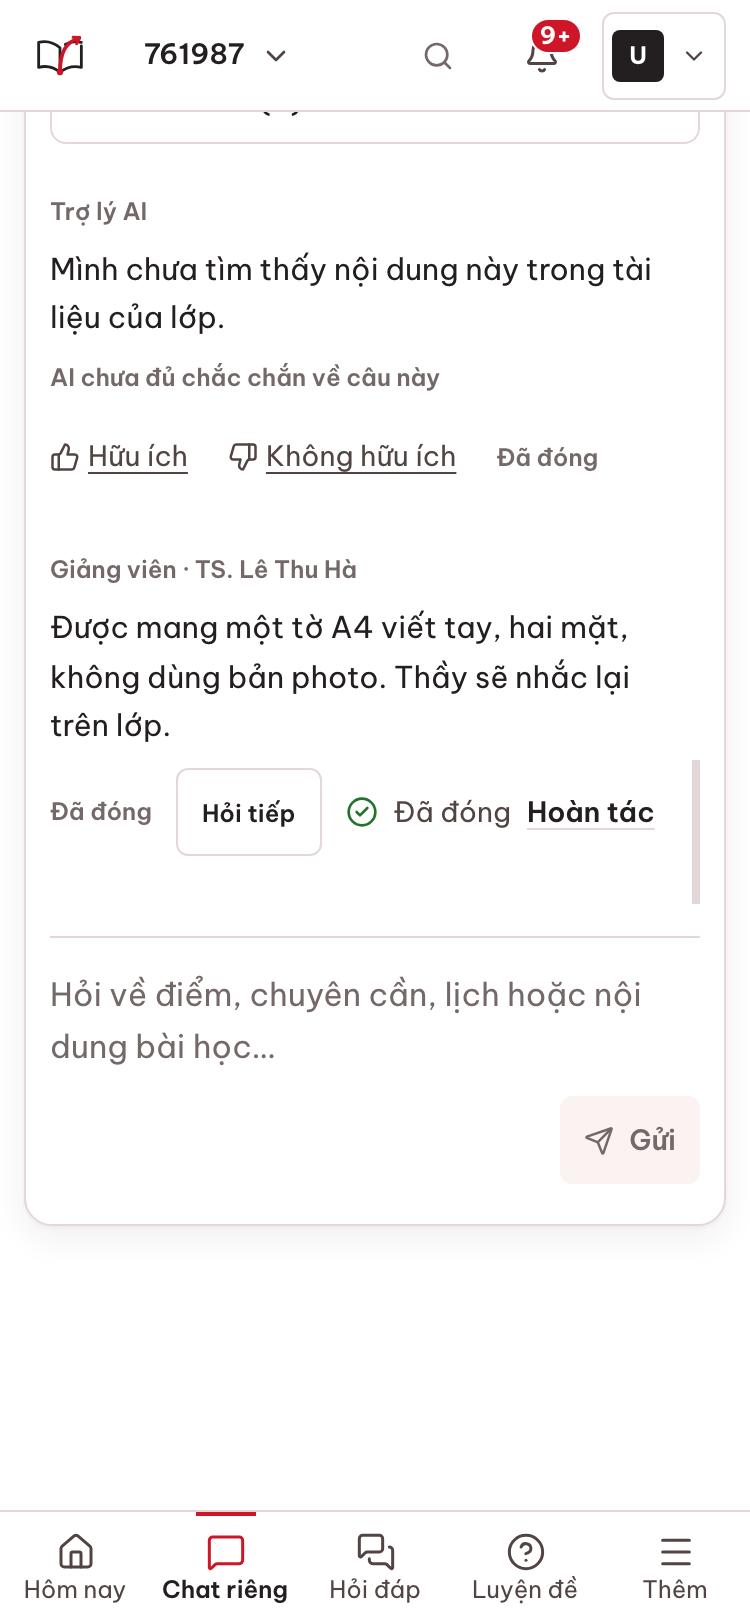 761987
9+
U
Trợ lý AI
Mình chưa tìm thấy nội dung này trong tài
liệu của lớp.
AI chưa đủ chắc chắn về câu này
Hữu ích
Không hữu ích
Đã đóng
Giảng viên · TS. Lê Thu Hà
Được mang một tờ A4 viết tay, hai mặt,
không dùng bản photo. Thầy sẽ nhắc lại
trên lớp.
Đã đóng
Hỏi tiếp
Đã đóng
Hoàn tác
Hỏi về điểm, chuyên cần, lịch hoặc nội
dung bài học...
Gửi
Hôm nay
Chat riêng
Hỏi đáp
Luyện đề
Thêm